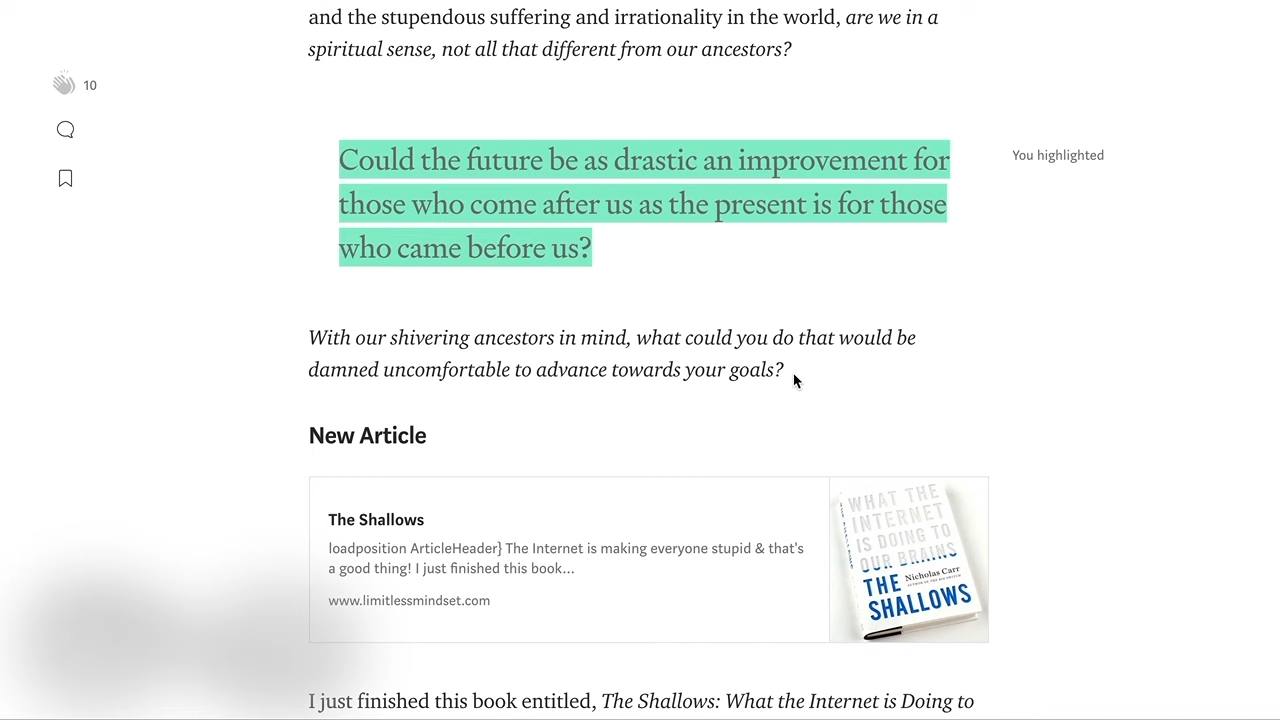 and the stupendous suffering and irrationality in the world, are we in a
spiritual sense, not all that different from our ancestors?
10
Could the future be as drastic an improvement for
those who come after us as the present is for those
who came before us?
You highlighted
With our shivering ancestors in mind, what could you do that would be
damned uncomfortable to advance towards your goals?
New Article
The Shallows
loadposition ArticleHeader} The Internet is making everyone stupid & that's
a good thing! I just finished this book...
www.limitlessmindset.com
WHAT THE
INTERNET
IS DOING TO
OUR BRAINS
THE
Nicholas Carr
SHALLOWS
I just finished this book entitled, The Shallows: What the Internet is Doing to